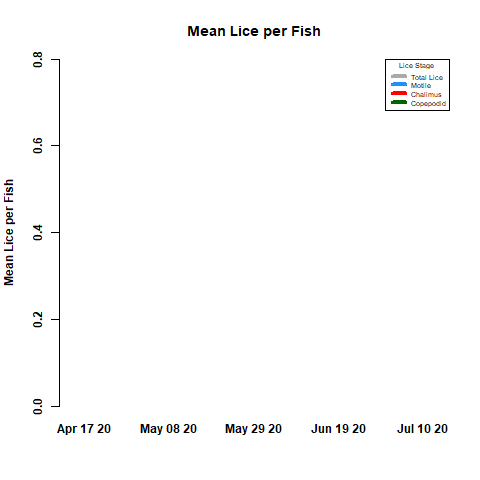 Mean Lice per Fish
Lice Stage
Total Lice
Motile
Chalimus
Copepodid
Mean Lice per Fish
0.8
0.6
0.4
0.2
0.0
Apr 17 20
May 08 20
May 29 20
Jun 19 20
Jul 10 20